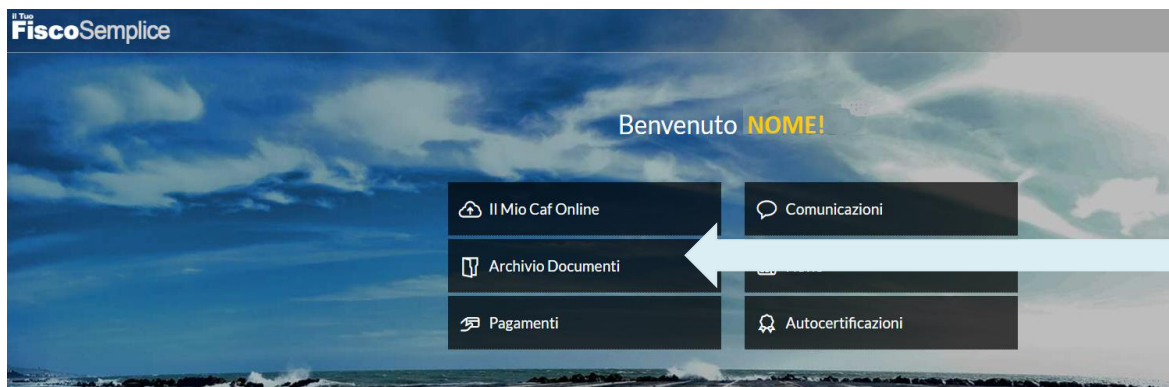 il Tuo
FiscoSemplice
Benvenuto NOME!
Il Mio Caf Online
Comunicazioni
Archivio Documenti
Pagamenti
Autocertificazioni